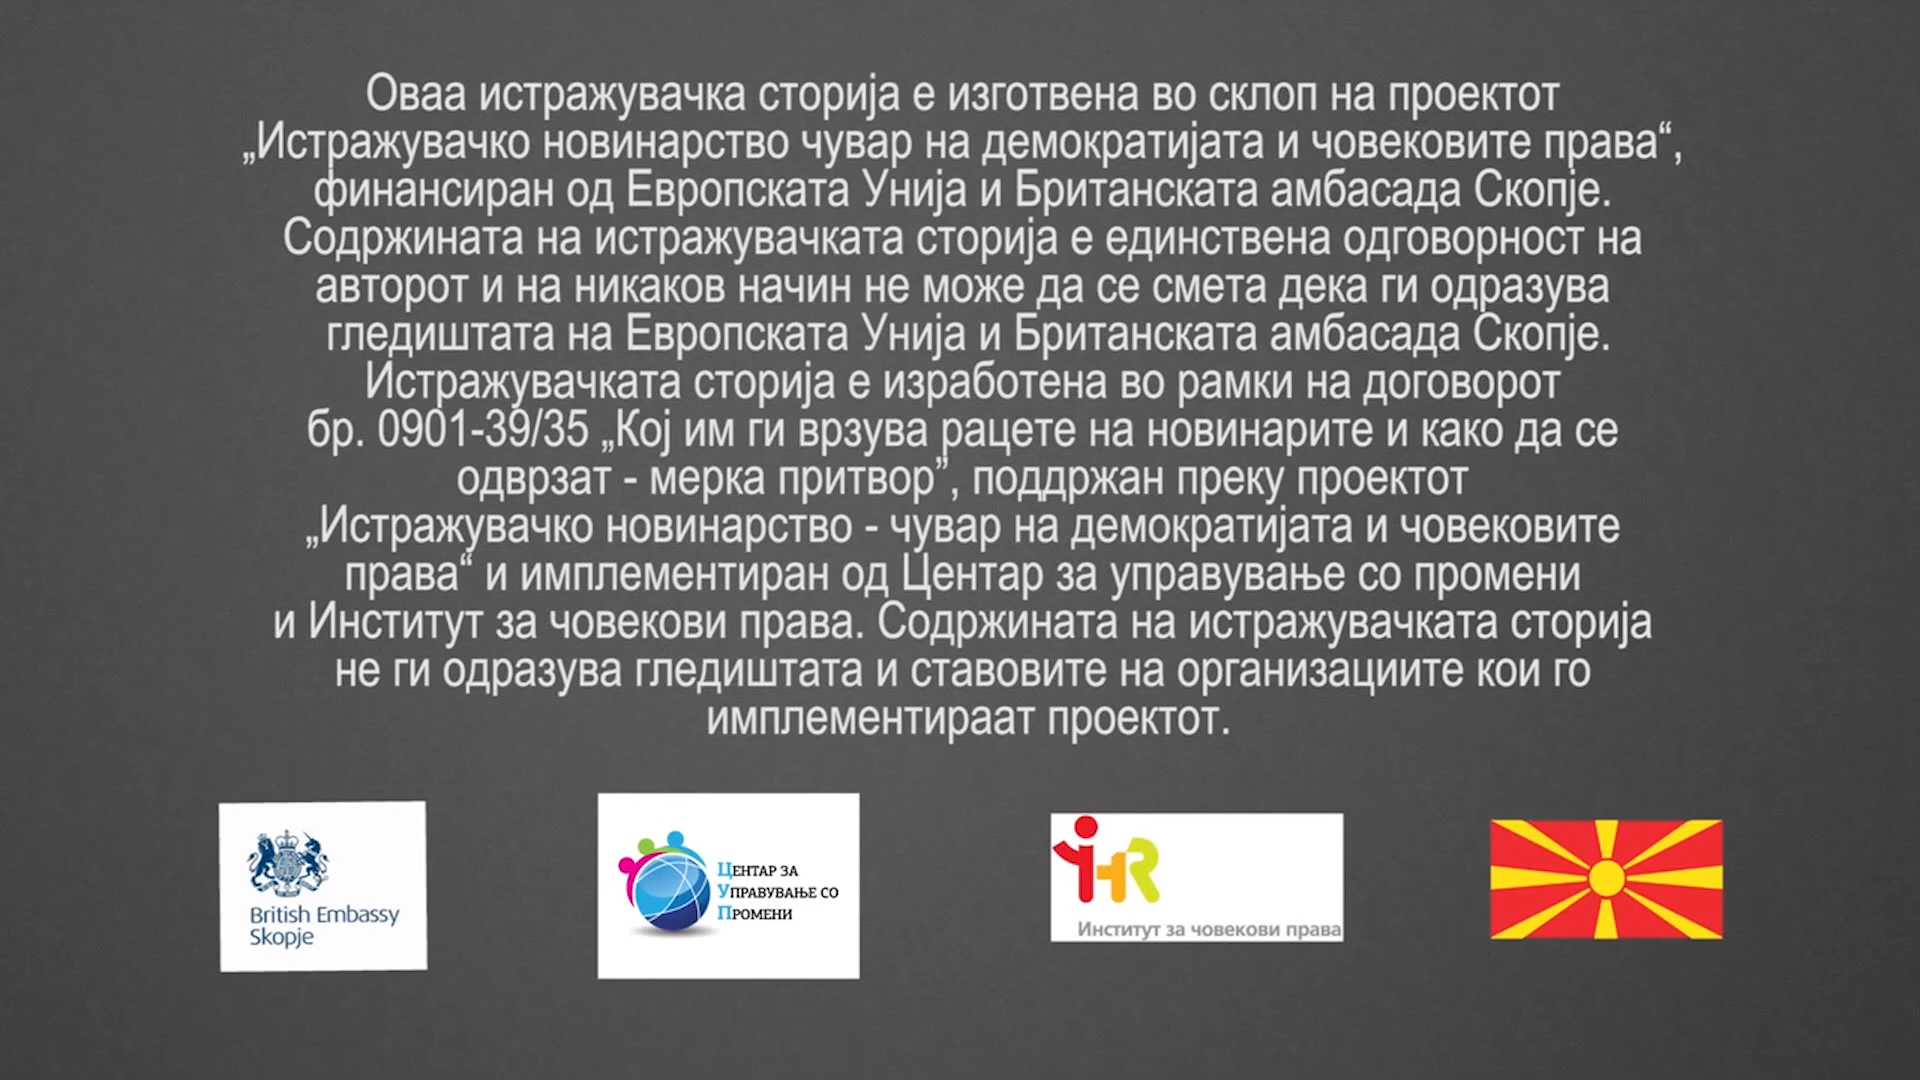 Оваа истражувачка сторија е изготвена во склоп на проектот
„Истражувачко новинарство чувар на демократијата и човековите права“,
финансиран од Европската Унија и Британската амбасада Скопје.
Содржината на истражувачката сторија е единствена одговорност на
авторот и на никаков начин не може да се смета дека ги одразува
гледиштата на Европската Унија и Британската амбасада Скопје.
Истражувачката сторија е изработена во рамки на договорот
бр. 0901-39/35 „Кој им ги врзува рацете на новинарите и како да се
одврзат - мерка притвор”, поддржан преку проектот
„Истражувачко новинарство - чувар на демократијата и човековите
права“ и имплементиран од Центар за управување со промени
и Институт за човекови права. Содржината на истражувачката сторија
не ги одразува гледиштата и ставовите на организациите кои го
имплементираат проектот.
British Embassy
Skopje
Центар за
Управување со
Промени
iHR
Институт за човекови права